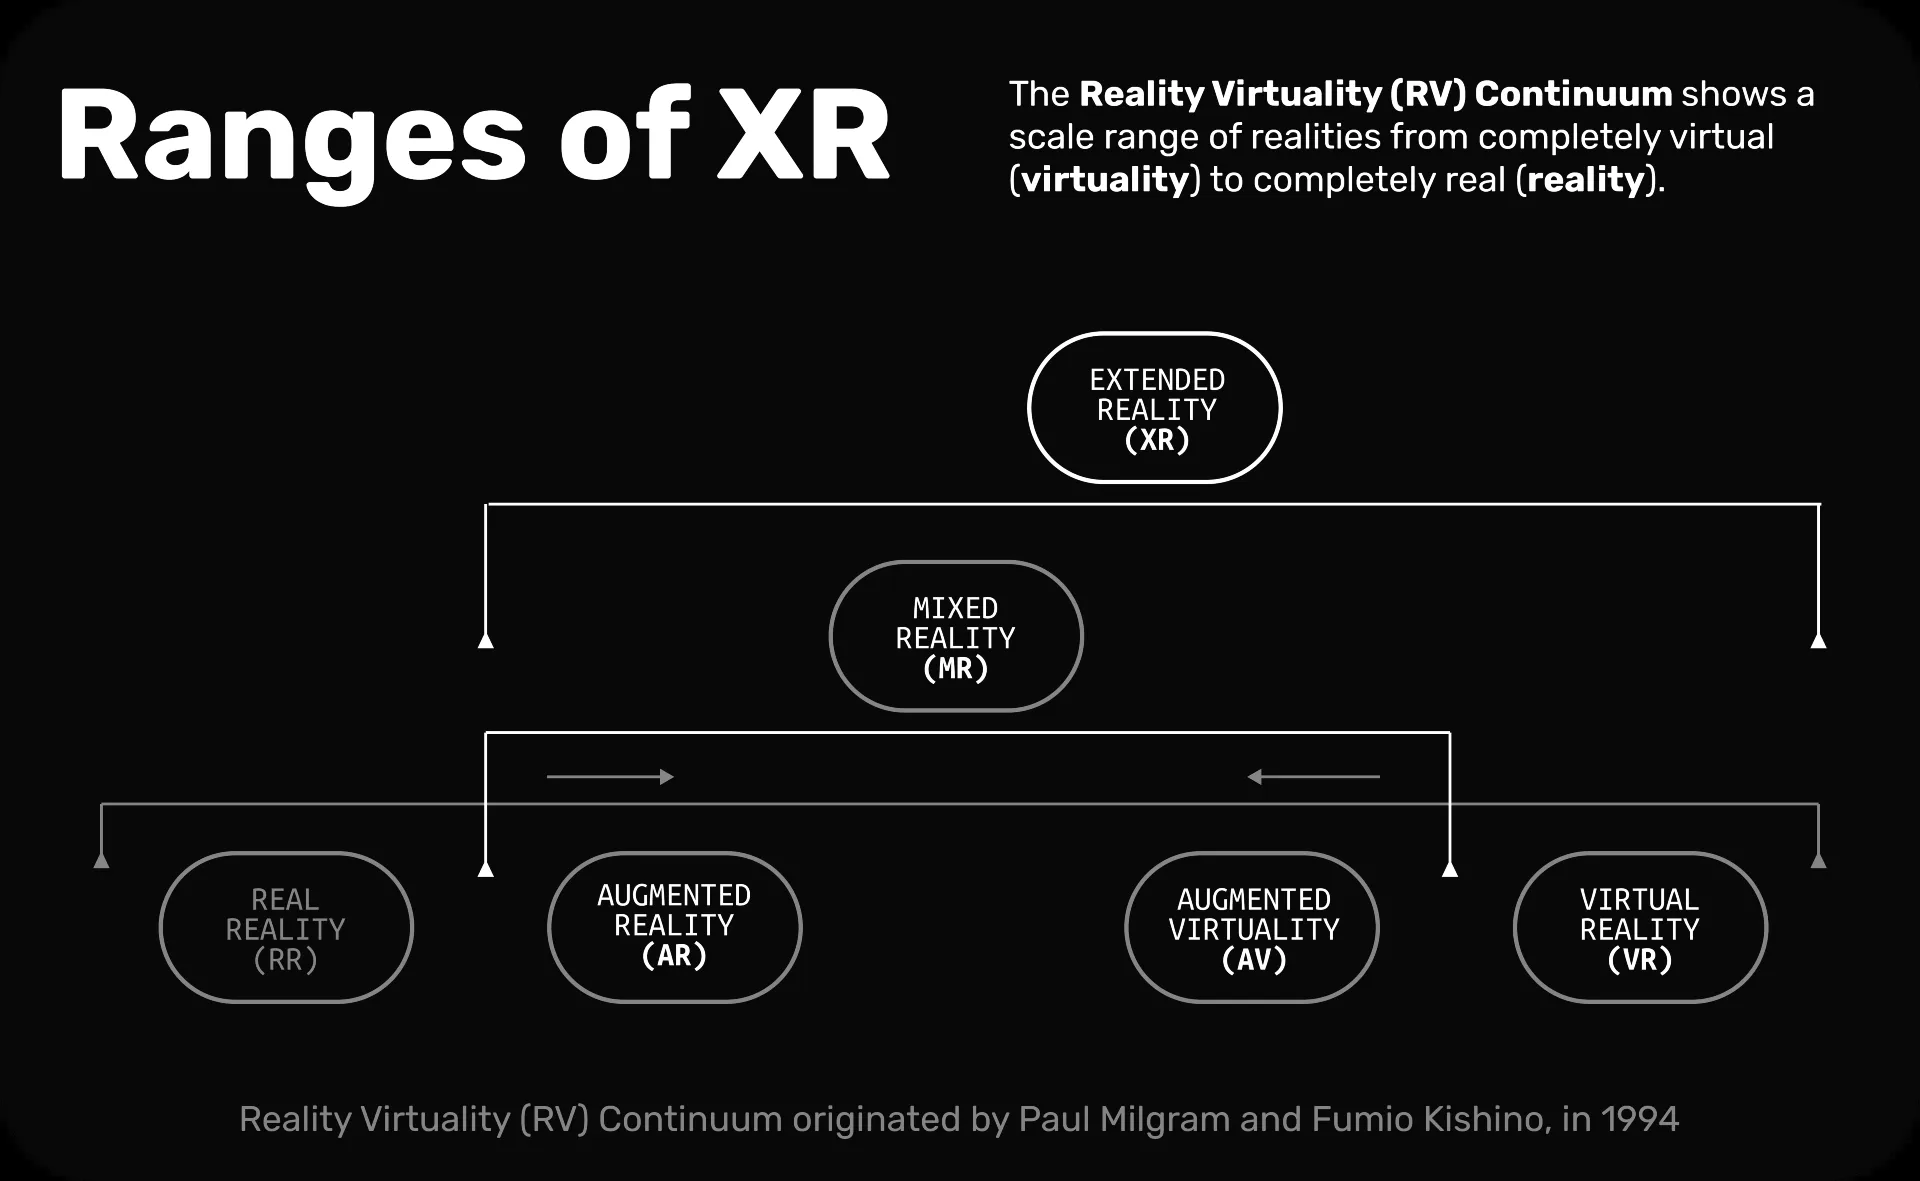 Ranges of XR
The Reality Virtuality (RV) Continuum shows a
scale range of realities from completely virtual
(virtuality) to completely real (reality).
EXTENDED
REALITY
(XR)
MIXED
REALITY
(MR)
REAL
REALITY
(RR)
AUGMENTED
REALITY
(AR)
AUGMENTED
VIRTUALITY
(AV)
VIRTUAL
REALITY
(VR)
Reality Virtuality (RV) Continuum originated by Paul Milgram and Fumio Kishino, in 1994